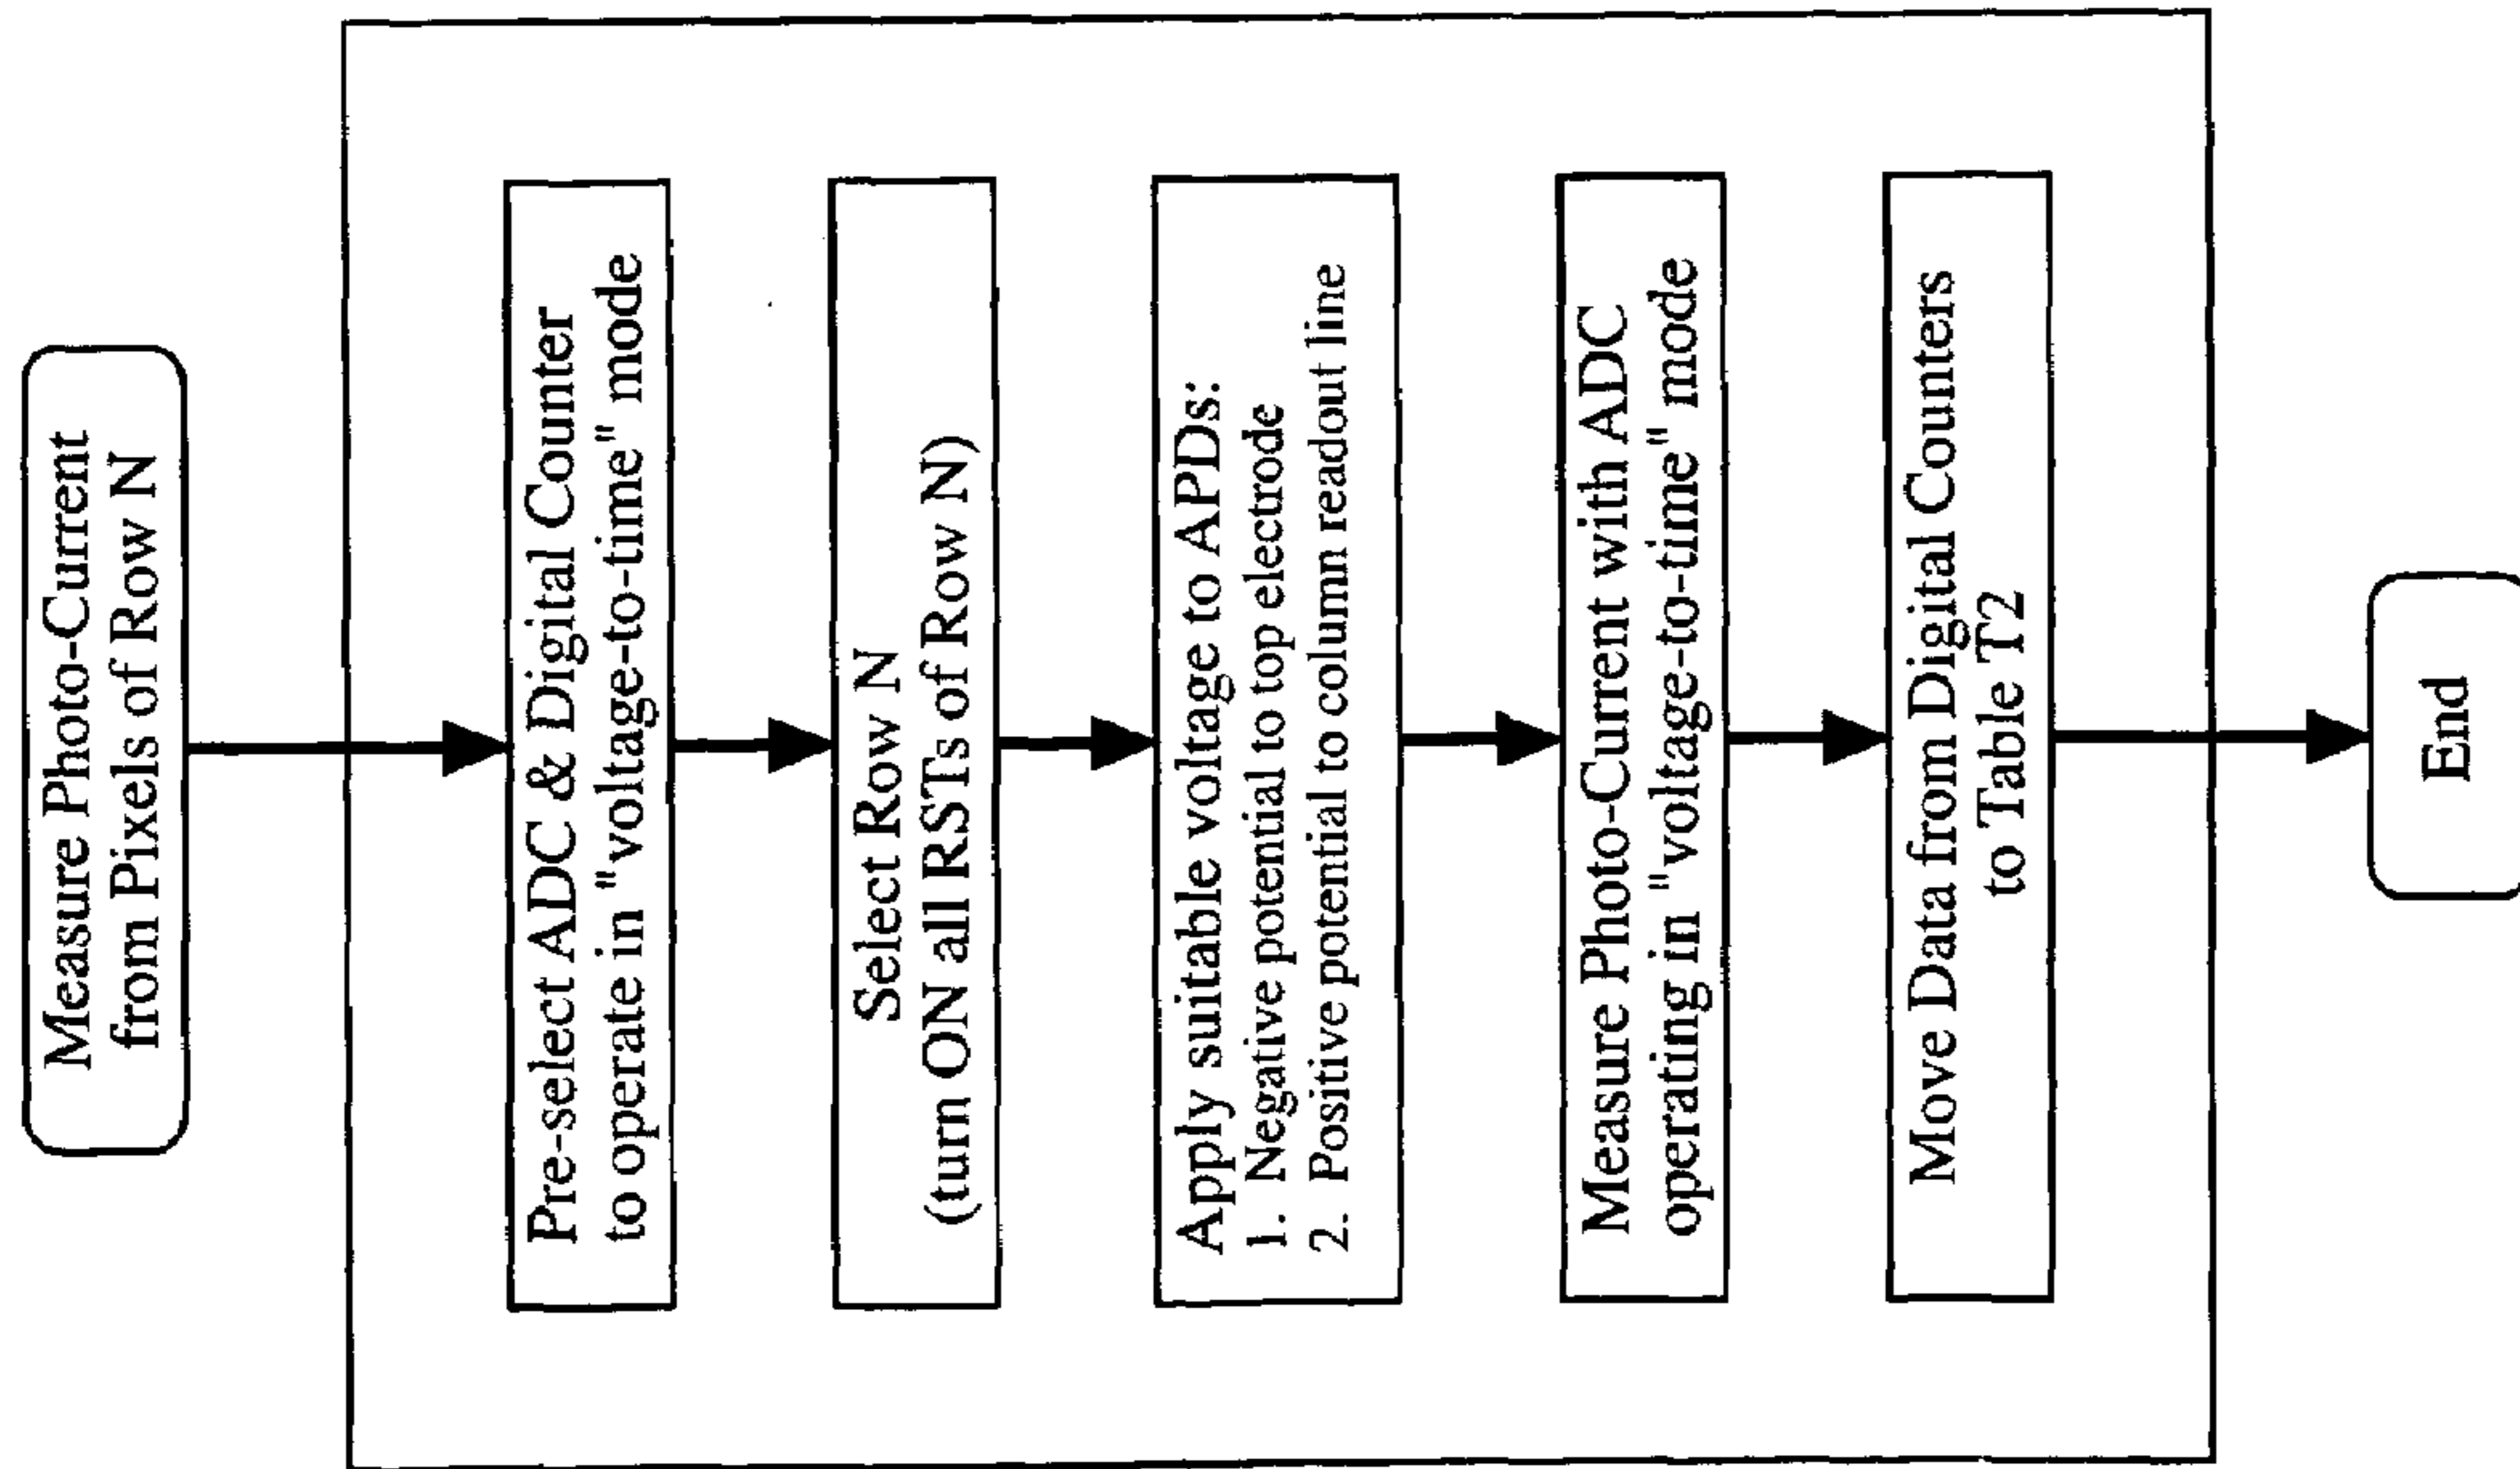 Measure Photo-Current
from Pixels of Row N
Pre-select ADC & Digital Counter
to operate in "voltage-to-time" mode
Select Row N
(turn ON all RSTs of Row N)
Apply suitable voltage to APDs:
1. Negative potential to top electrode
2. Positive potential to column readout line
Measure Photo-Current with ADC
operating in "voltage-to-time" mode
Move Data from Digital Counters
to Table T2
End